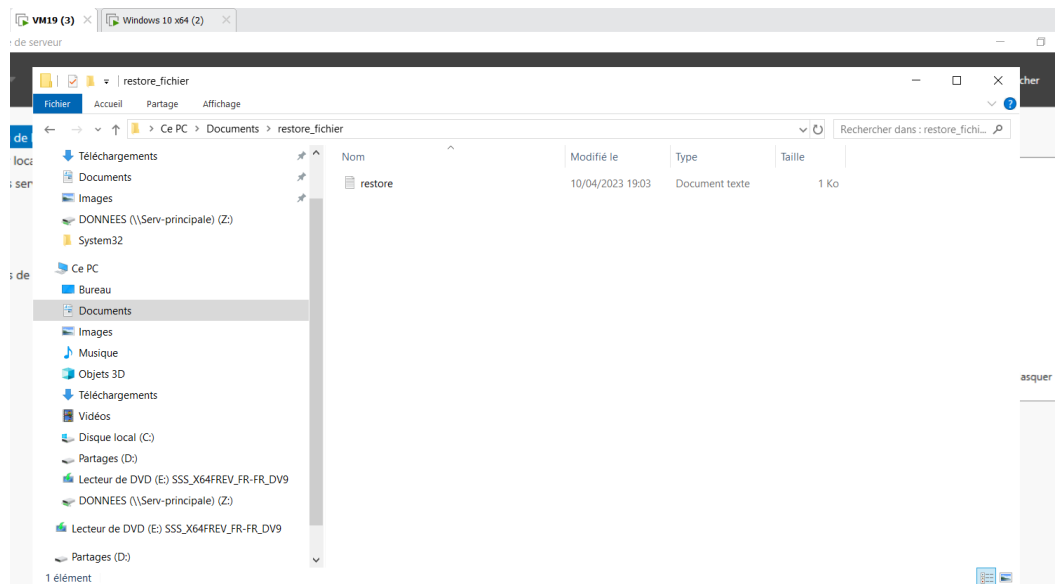 VM19 (3) × Windows 10 x64 (2) ×
de serveur
restore_fichier
cher
Fichier Accueil Partage Affichage
Ce PC > Documents > restore_fichier Rechercher dans : restore_fichi...
de
loca
ser
s de
Téléchargements
Documents
Images
DONNEES (\\Serv-principale) (Z:)
System32
Ce PC
Bureau
Documents
Images
Musique
Objets 3D
Téléchargements
Vidéos
Disque local (C:)
Partages (D:)
Lecteur de DVD (E:) SSS_X64FREV_FR-FR_DV9
DONNEES (\\Serv-principale) (Z:)
Lecteur de DVD (E:) SSS_X64FREV_FR-FR_DV9
Partages (D:)
Nom Modifié le Type Taille
restore 10/04/2023 19:03 Document texte 1 Ko
asquer
1 élément